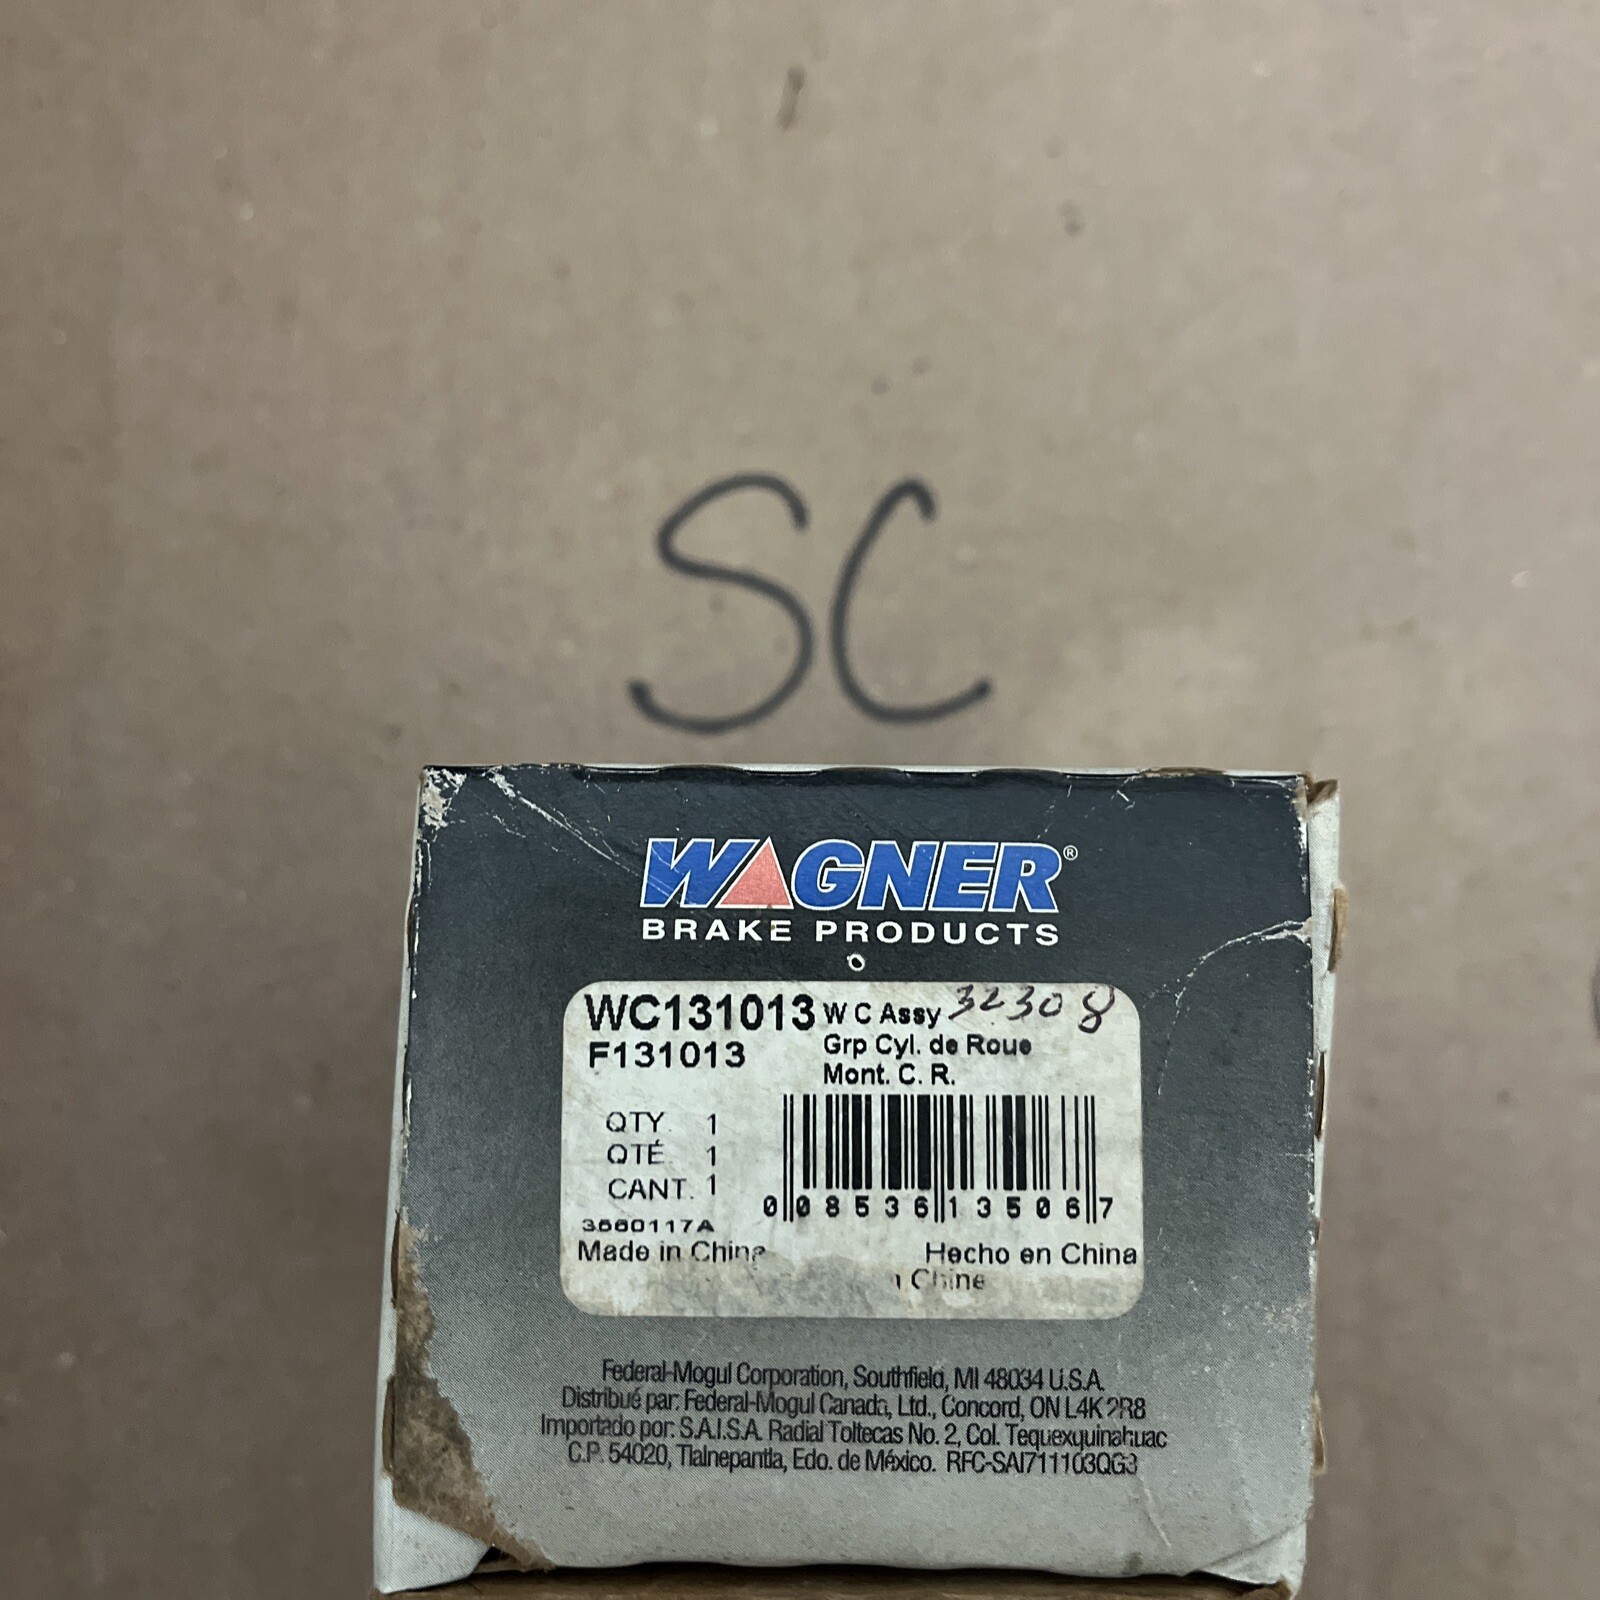 SC
WAGNER®
BRAKE PRODUCTS
WC131013 W C Assy 32308
F131013 Grp Cyl. de Roue
Mont. C. R.
QTY. 1
QTÉ. 1
CANT. 1
0 08536 13506 7
3660117A
Made in China Hecho en China
Chine
Federal-Mogul Corporation, Southfield, MI 48034 U.S.A.
Distribué par: Federal-Mogul Canada, Ltd., Concord, ON L4K 2R8
Importado por: S.A.I.S.A. Radial Toltecas No. 2, Col. Tequexquinahuac
C.P. 54020, Tlalnepantla, Edo. de México. RFC-SAI711103QG3